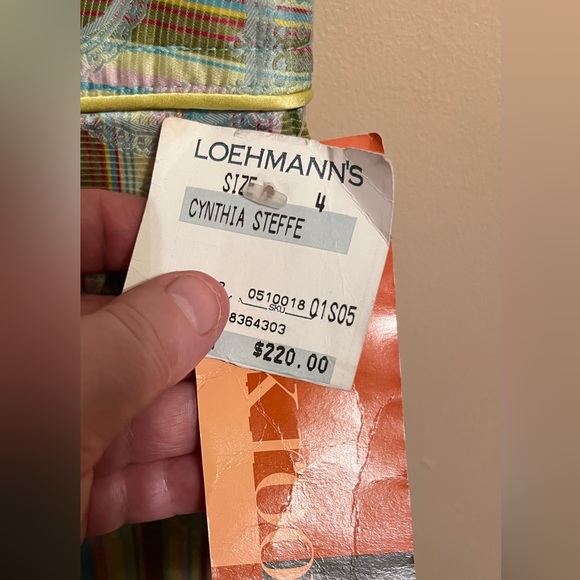 LOEHMANN'S
SIZE 4
CYNTHIA STEFFE
0510018 01S05
SKU
8364303
$220.00